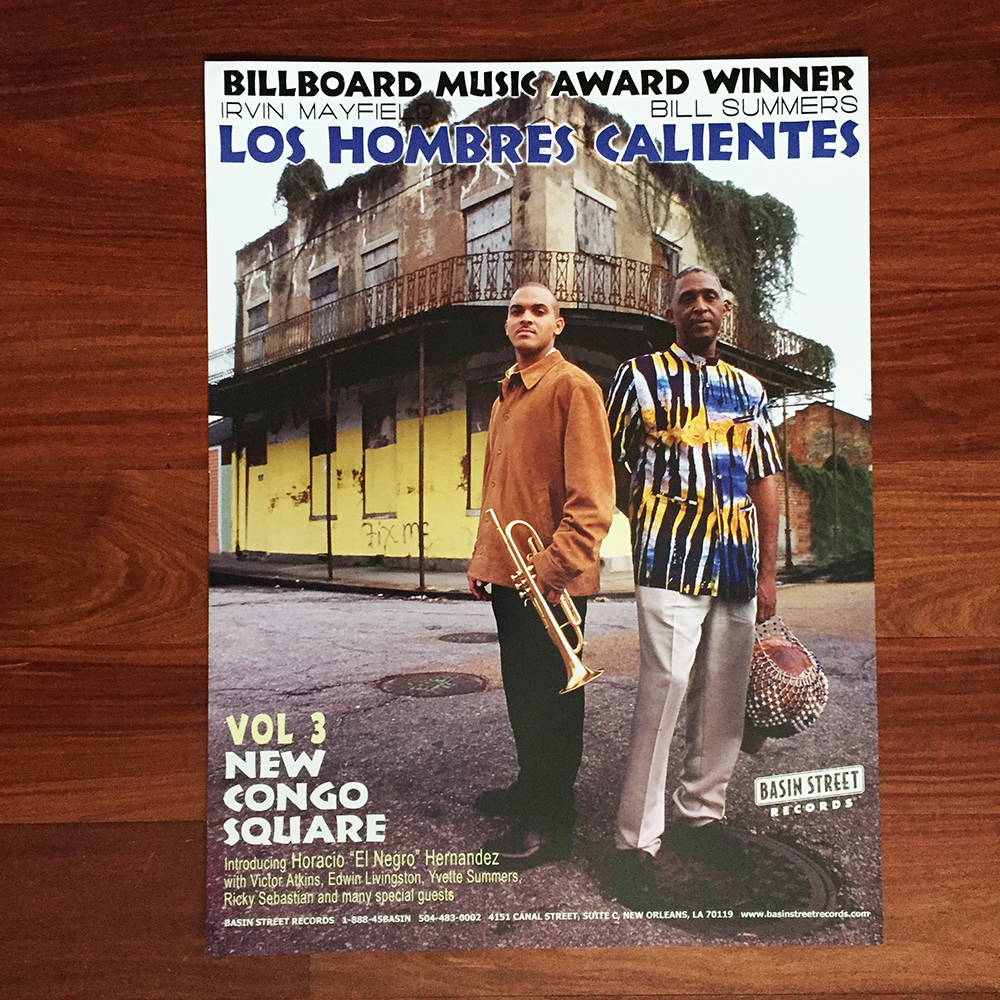 BILLBOARD MUSIC AWARD WINNER
IRVIN MAYFIELD BILL SUMMERS
LOS HOMBRES CALIENTES
VOL 3
NEW
CONGO
SQUARE
Introducing Horacio "El Negro" Hernandez
with Victor Atkins, Edwin Livingston, Yvette Summers,
Ricky Sebastian and many special guests
BASIN STREET
RECORDS
BASIN STREET RECORDS 1-888-45BASIN 504-483-0002 4151 CANAL STREET, SUITE C, NEW ORLEANS, LA 70119 www.basinstreetrecords.com